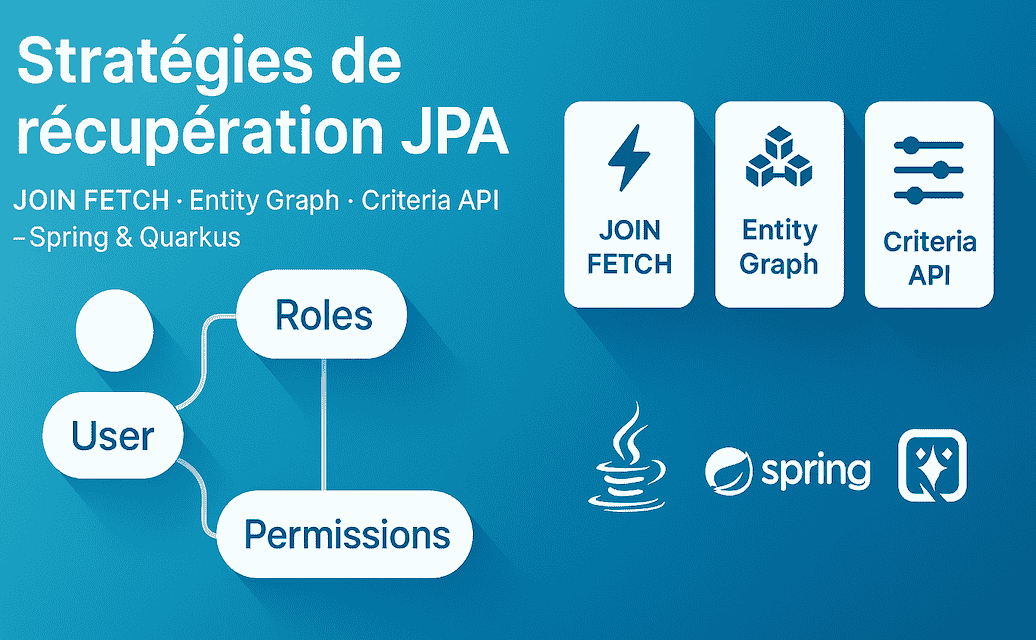 Stratégies de
récupération JPA
JOIN FETCH · Entity Graph · Criteria API
– Spring & Quarkus
JOIN
FETCH
Entity
Graph
Criteria
API
Roles
User
Permissions
spring